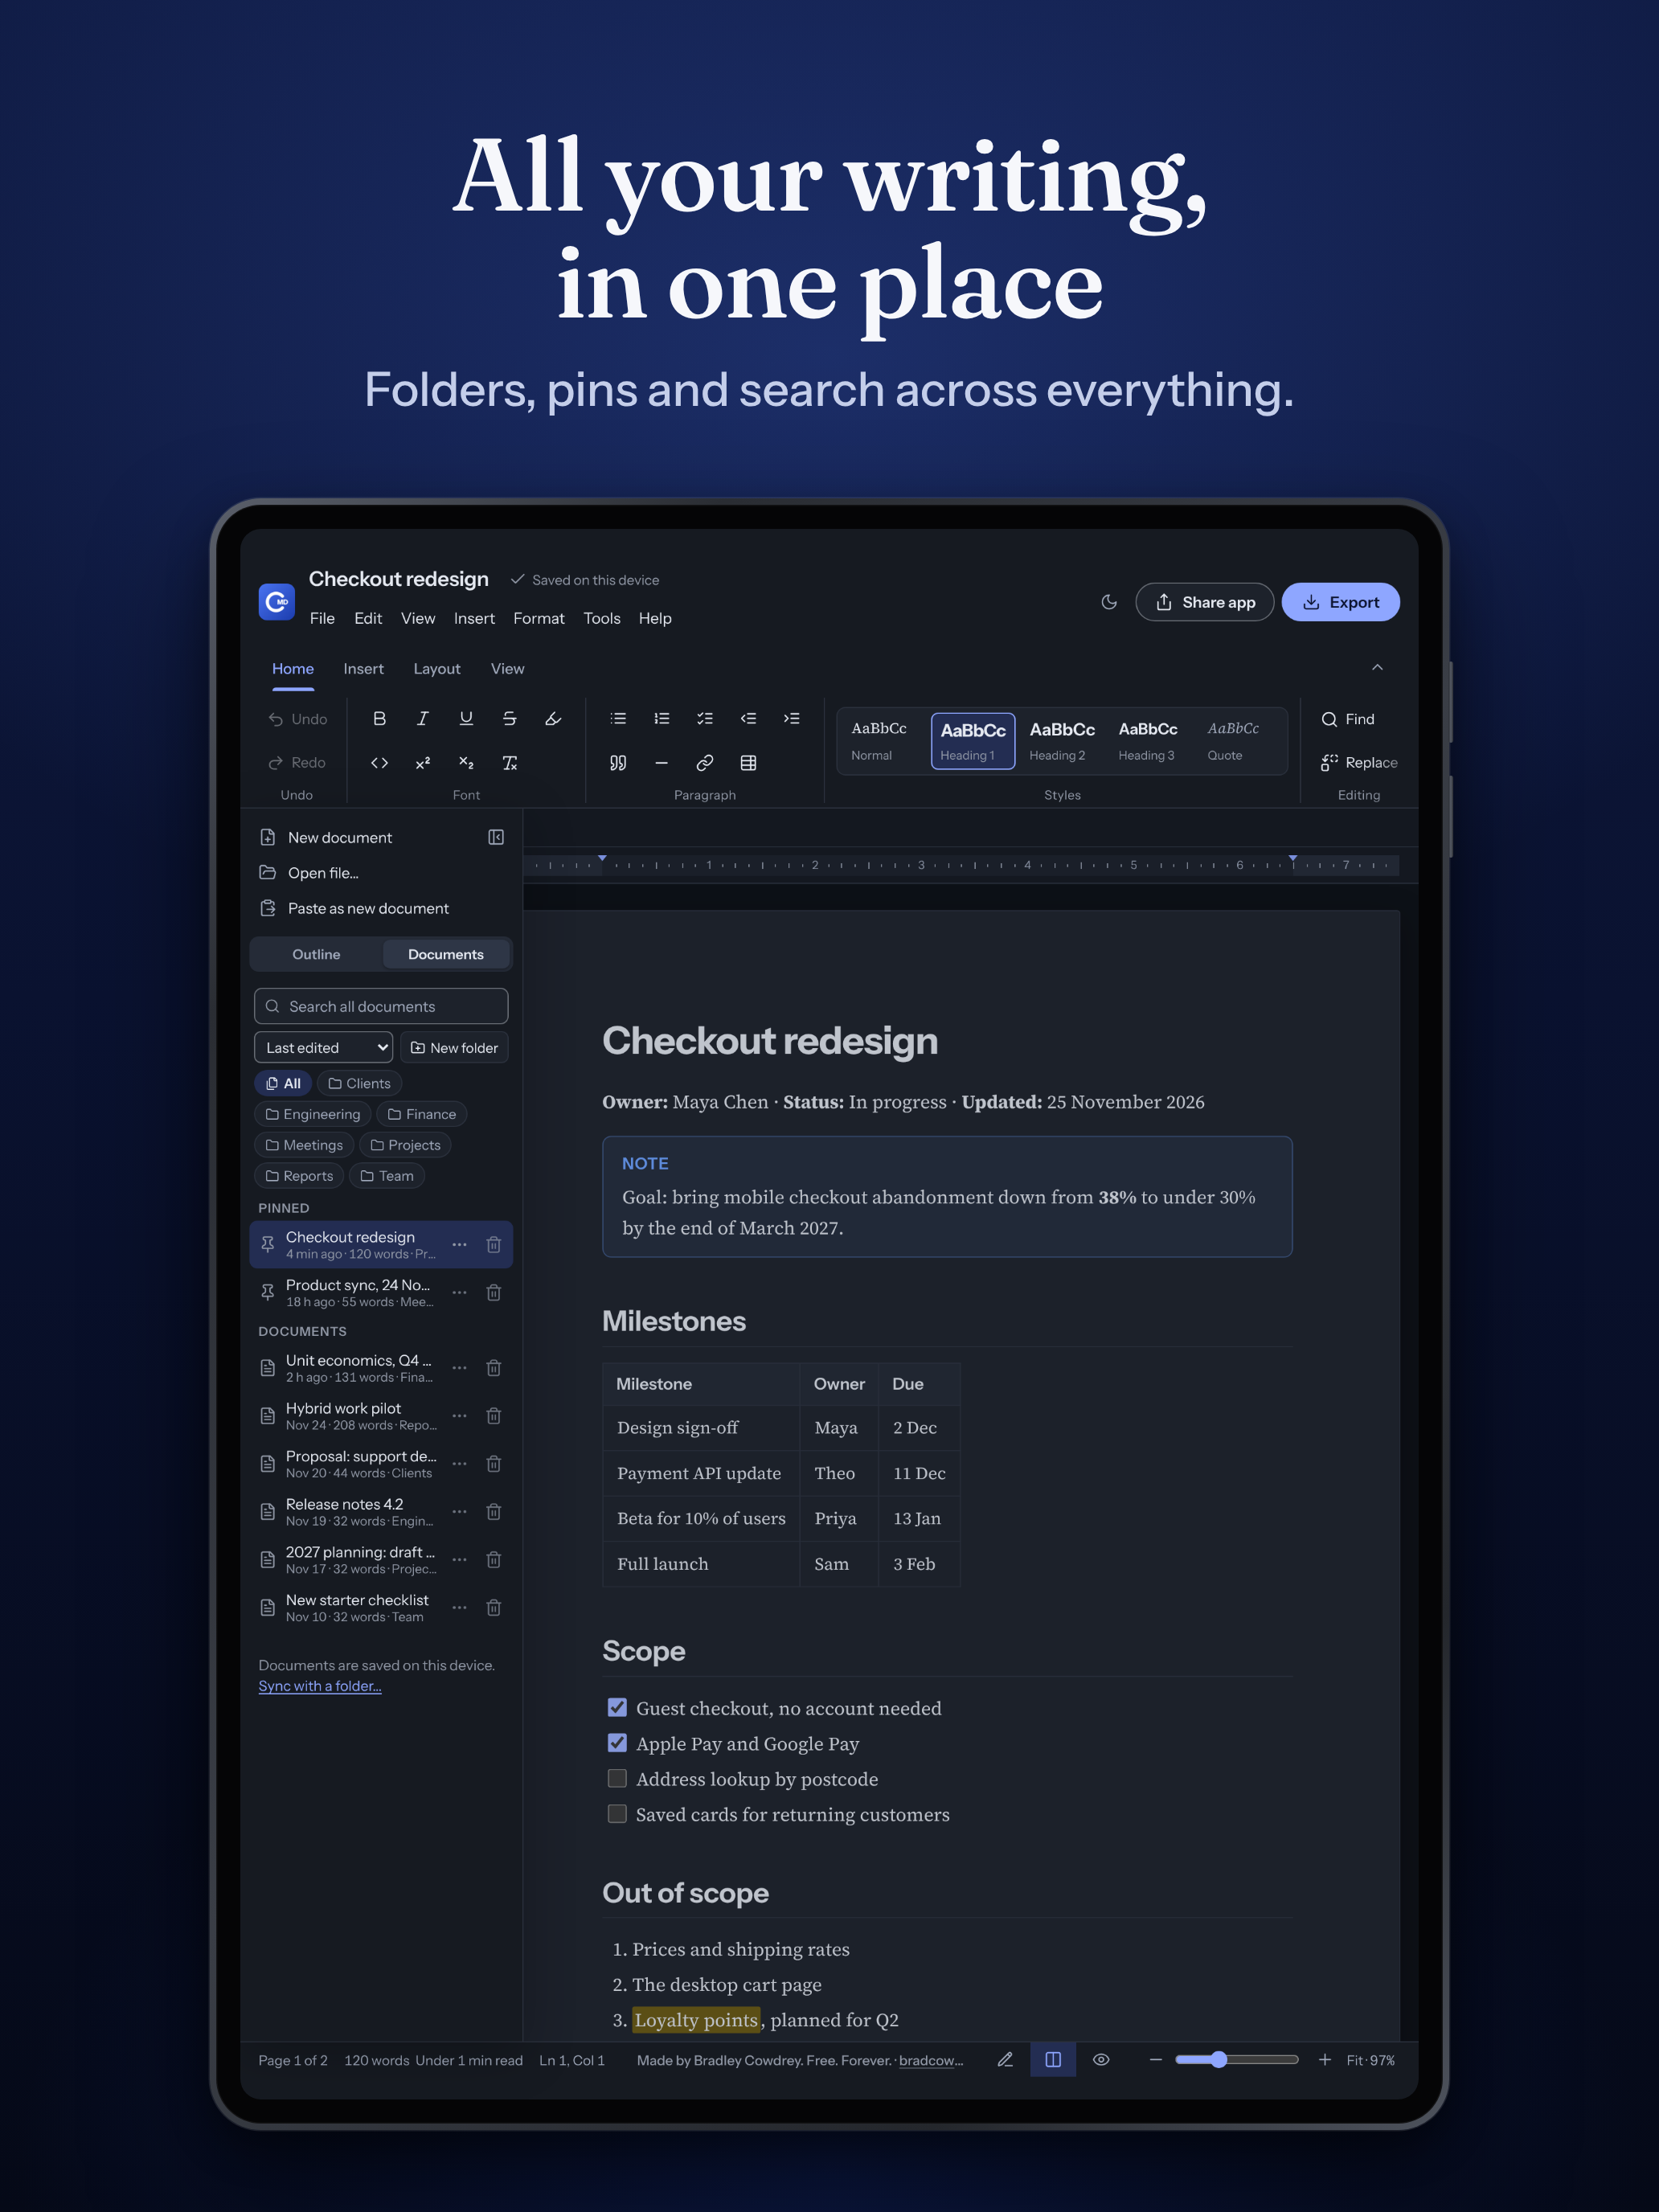 All your writing,
in one place
Folders, pins and search across everything.
Checkout redesign Saved on this device
MD
File Edit View Insert Format Tools Help
Share app Export
Home Insert Layout View
Undo
Redo
Undo
Font
Paragraph
AaBbCc AaBbCc AaBbCc AaBbCc AaBbCc
Normal Heading 1 Heading 2 Heading 3 Quote
Styles
Find
Replace
Editing
New document
Open file...
Paste as new document
Outline Documents
Search all documents
Last edited New folder
All Clients
Engineering Finance
Meetings Projects
Reports Team
PINNED
Checkout redesign
4 min ago · 120 words · Pr...
Product sync, 24 No...
18 h ago · 55 words · Mee...
DOCUMENTS
Unit economics, Q4 ...
2 h ago · 131 words · Fina...
Hybrid work pilot
Nov 24 · 208 words · Repo...
Proposal: support de...
Nov 20 · 44 words · Clients
Release notes 4.2
Nov 19 · 32 words · Engin...
2027 planning: draft ...
Nov 17 · 32 words · Projec...
New starter checklist
Nov 10 · 32 words · Team
Documents are saved on this device.
Sync with a folder...
1 2 3 4 5 6 7
Checkout redesign
Owner: Maya Chen · Status: In progress · Updated: 25 November 2026
NOTE
Goal: bring mobile checkout abandonment down from 38% to under 30%
by the end of March 2027.
Milestones
Milestone Owner Due
Design sign-off Maya 2 Dec
Payment API update Theo 11 Dec
Beta for 10% of users Priya 13 Jan
Full launch Sam 3 Feb
Scope
Guest checkout, no account needed
Apple Pay and Google Pay
Address lookup by postcode
Saved cards for returning customers
Out of scope
1. Prices and shipping rates
2. The desktop cart page
3. Loyalty points, planned for Q2
Page 1 of 2 120 words Under 1 min read Ln 1, Col 1 Made by Bradley Cowdrey. Free. Forever. · bradcow... Fit · 97%